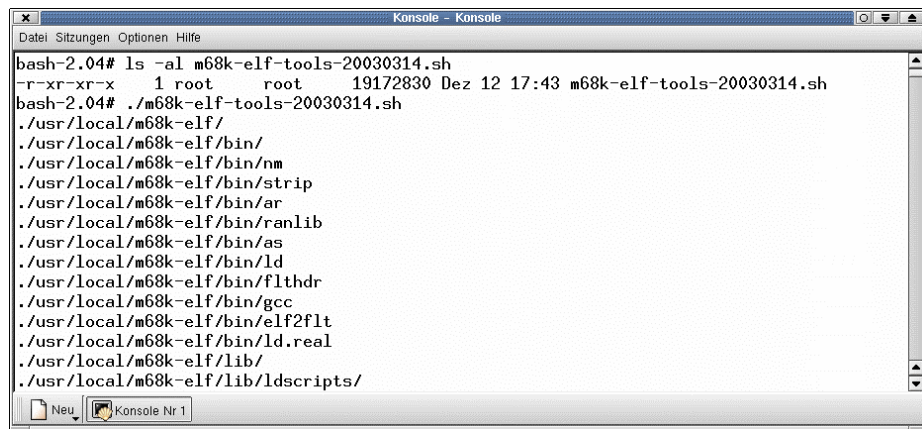 Konsole - Konsole
Datei Sitzungen Optionen Hilfe
bash-2.04# ls -al m68k-elf-tools-20030314.sh
-r-xr-xr-x 1 root root 19172830 Dez 12 17:43 m68k-elf-tools-20030314.sh
bash-2.04# ./m68k-elf-tools-20030314.sh
./usr/local/m68k-elf/
./usr/local/m68k-elf/bin/
./usr/local/m68k-elf/bin/nm
./usr/local/m68k-elf/bin/strip
./usr/local/m68k-elf/bin/ar
./usr/local/m68k-elf/bin/ranlib
./usr/local/m68k-elf/bin/as
./usr/local/m68k-elf/bin/ld
./usr/local/m68k-elf/bin/flthdr
./usr/local/m68k-elf/bin/gcc
./usr/local/m68k-elf/bin/elf2flt
./usr/local/m68k-elf/bin/ld.real
./usr/local/m68k-elf/lib/
./usr/local/m68k-elf/lib/ldscripts/
Neu Konsole Nr 1